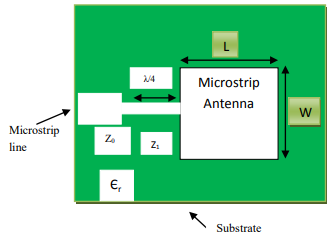 L
λ/4
Microstrip
Antenna
W
Microstrip
line
Z₀
Z₁
Єᵣ
Substrate